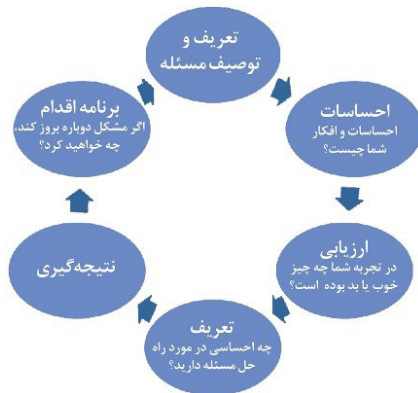 تعریف و
توصیف مسئله
احساسات
احساسات و افکار
شما چیست؟
ارزیابی
در تجربه شما چه چیز
خوب یا بد بوده است؟
تعریف
چه احساسی در مورد راه
حل مسئله دارید؟
نتیجه‌گیری
برنامه اقدام
اگر مشکل دوباره بروز کند،
چه خواهید کرد؟